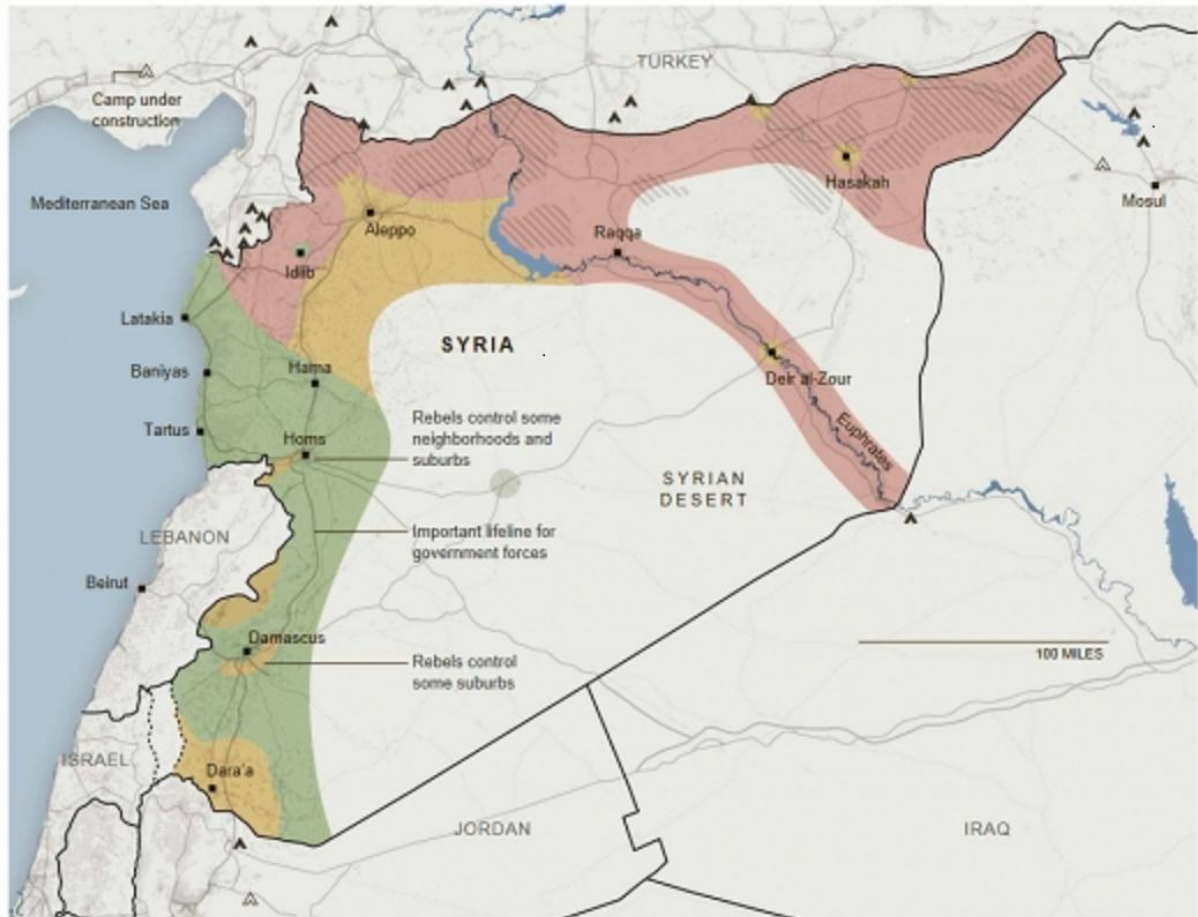 TURKEY
Camp under
construction
Mediterranean Sea
Hasakah
Mosul
Aleppo
Raqqa
Idlib
Latakia
SYRIA
Baniyas
Hama
Deir al-Zour
Tartus
Homs
Rebels control some
neighborhoods and
suburbs
Euphrates
SYRIAN
DESERT
LEBANON
Important lifeline for
government forces
Beirut
Damascus
Rebels control
some suburbs
100 MILES
ISRAEL
Dara'a
JORDAN
IRAQ